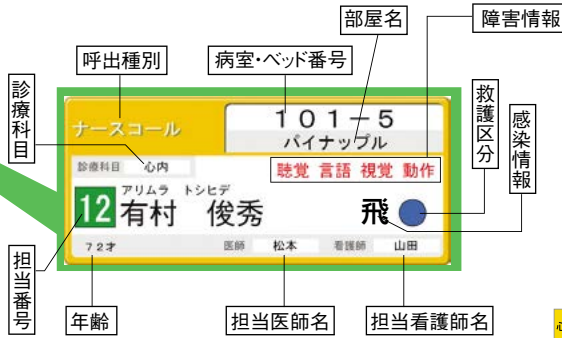 部屋名
障害情報
呼出種別
病室・ベッド番号
診療科目
救護区分
感染情報
ナースコール
101-5
パイナップル
診療科目 心内
聴覚 言語 視覚 動作
アリムラ トシヒデ
12 有村 俊秀 飛
72才 医師 松本 看護師 山田
担当番号
年齢
担当医師名
担当看護師名